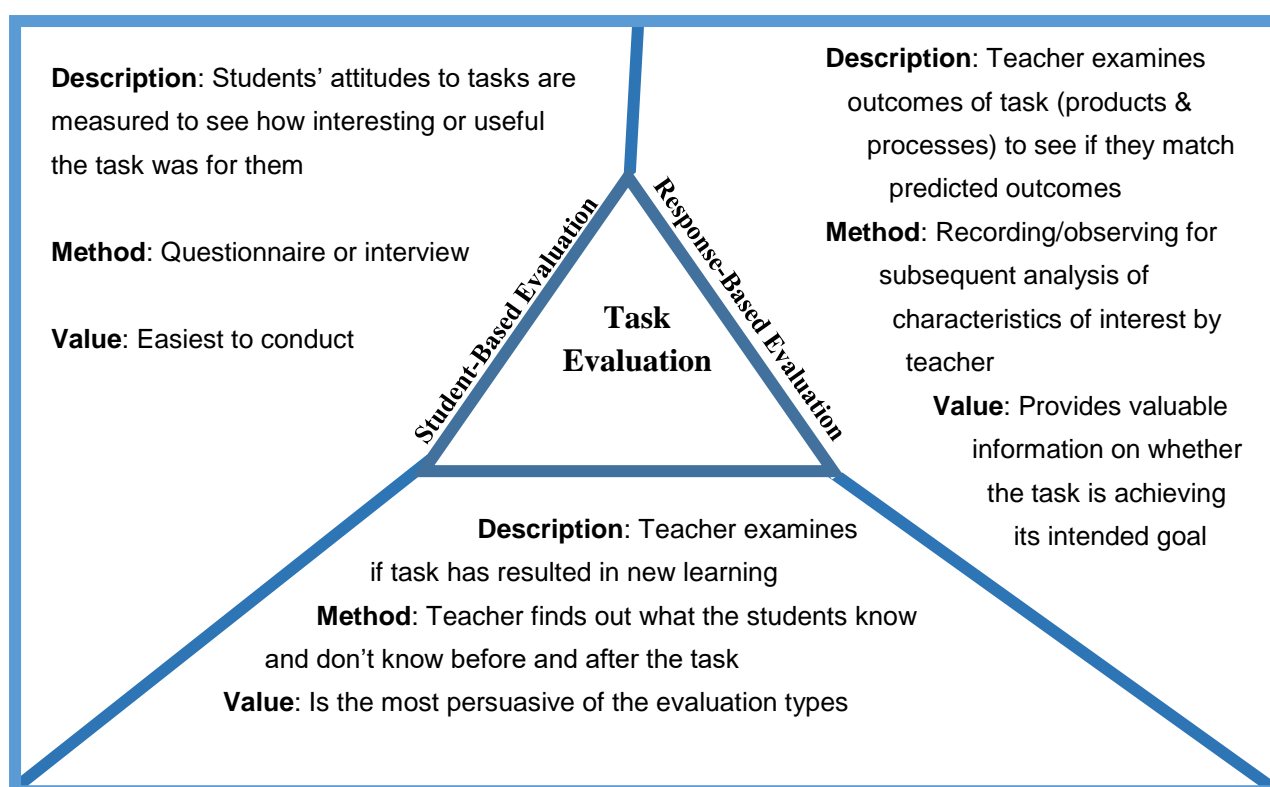 Description: Students’ attitudes to tasks are
measured to see how interesting or useful
the task was for them
Method: Questionnaire or interview
Value: Easiest to conduct
Student-Based Evaluation
Task
Evaluation
Response-Based Evaluation
Description: Teacher examines
outcomes of task (products &
processes) to see if they match
predicted outcomes
Method: Recording/observing for
subsequent analysis of
characteristics of interest by
teacher
Value: Provides valuable
information on whether
the task is achieving
its intended goal
Description: Teacher examines
if task has resulted in new learning
Method: Teacher finds out what the students know
and don’t know before and after the task
Value: Is the most persuasive of the evaluation types